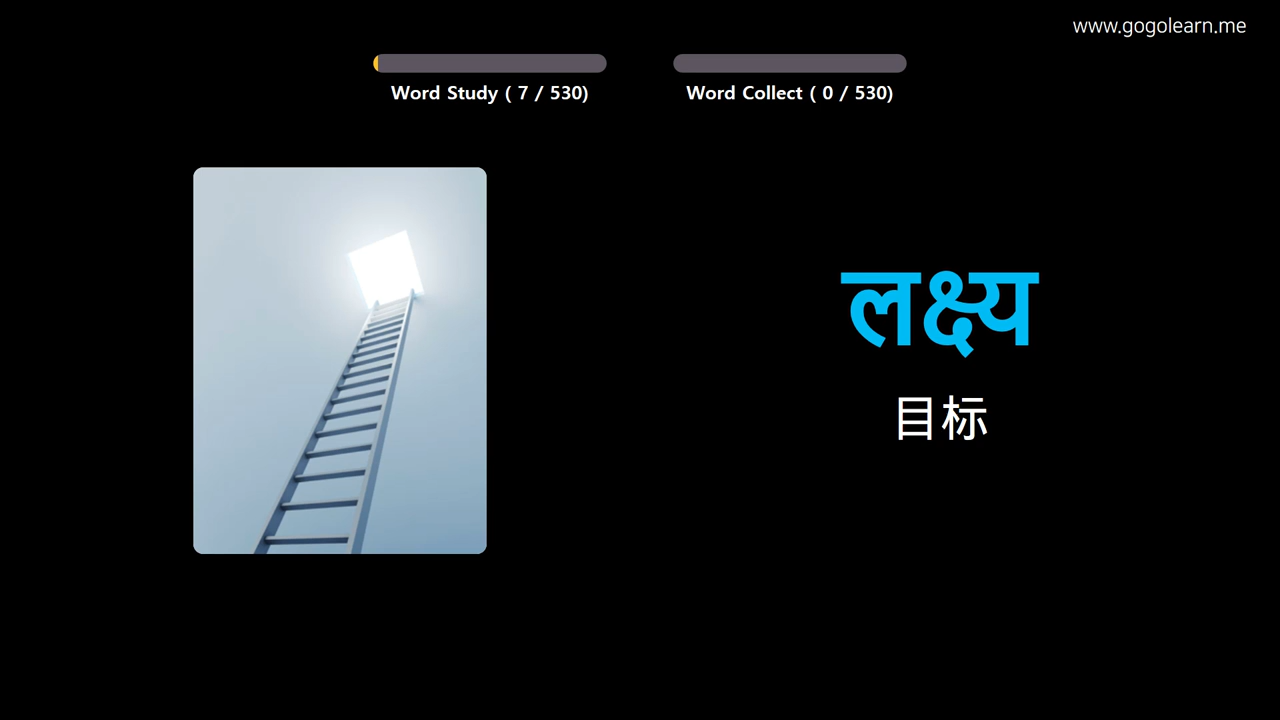 www.gogolearn.me
Word Study ( 7 / 530)
Word Collect ( 0 / 530)
लक्ष्य
目标